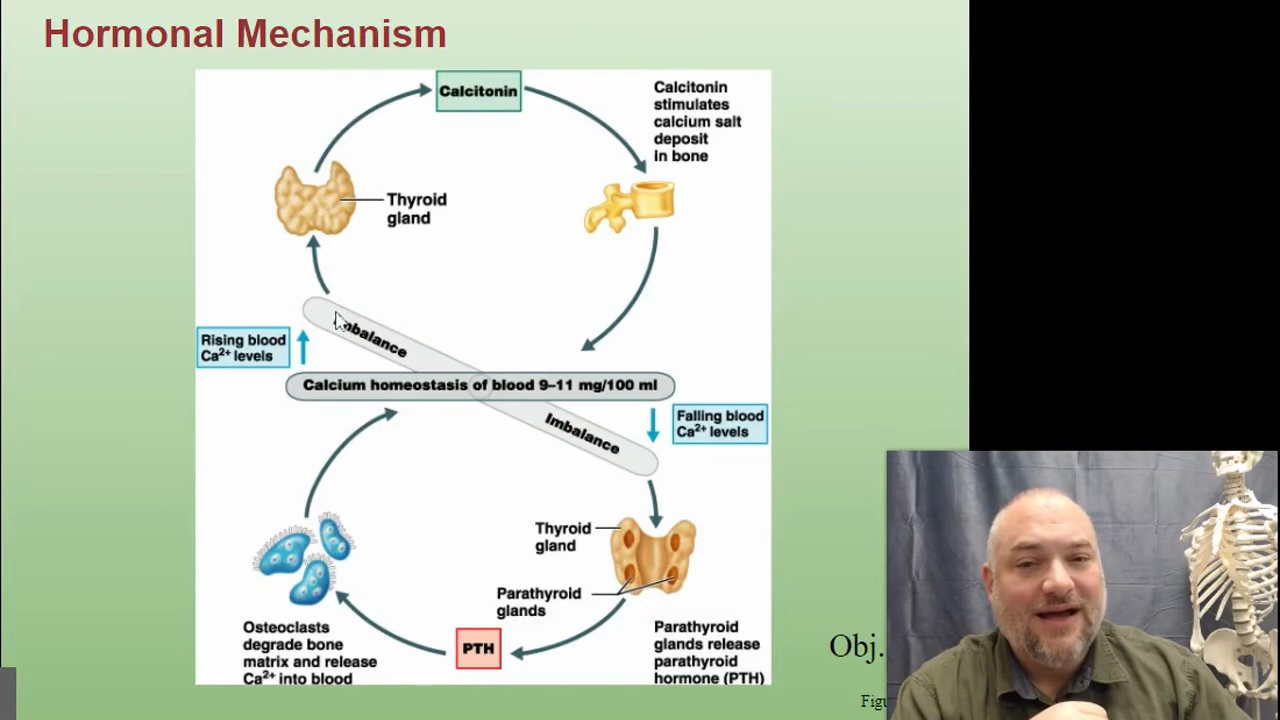 Hormonal Mechanism
Calcitonin
Calcitonin
stimulates
calcium salt
deposit
in bone
Thyroid
gland
Imbalance
Rising blood
Ca2+ levels
Calcium homeostasis of blood 9–11 mg/100 ml
Imbalance
Falling blood
Ca2+ levels
Thyroid
gland
Parathyroid
glands
Osteoclasts
degrade bone
matrix and release
Ca2+ into blood
PTH
Parathyroid
glands release
parathyroid
hormone (PTH)
Obj.